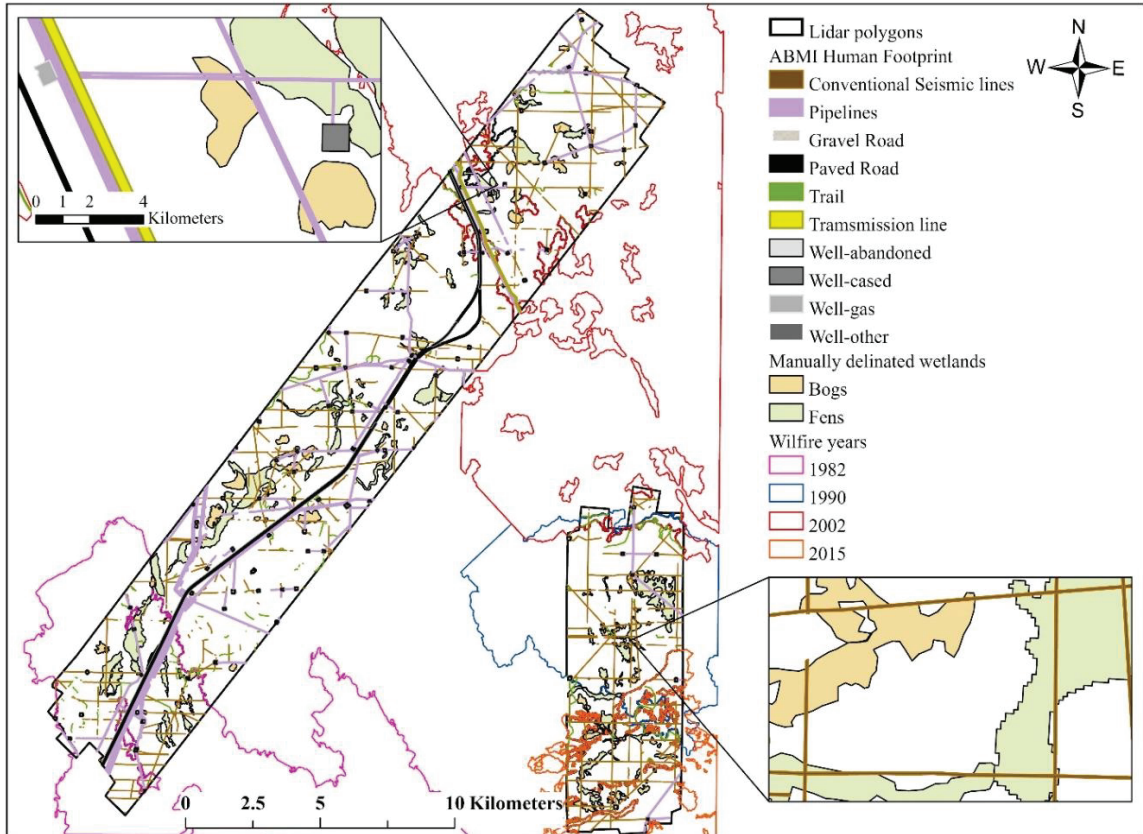 Lidar polygons
ABMI Human Footprint
Conventional Seismic lines
Pipelines
Gravel Road
Paved Road
Trail
Tramsmission line
Well-abandoned
Well-cased
Well-gas
Well-other
Manually delinated wetlands
Bogs
Fens
Wilfire years
1982
1990
2002
2015
N
W E
S
0 1 2 4
Kilometers
0 2.5 5 10 Kilometers